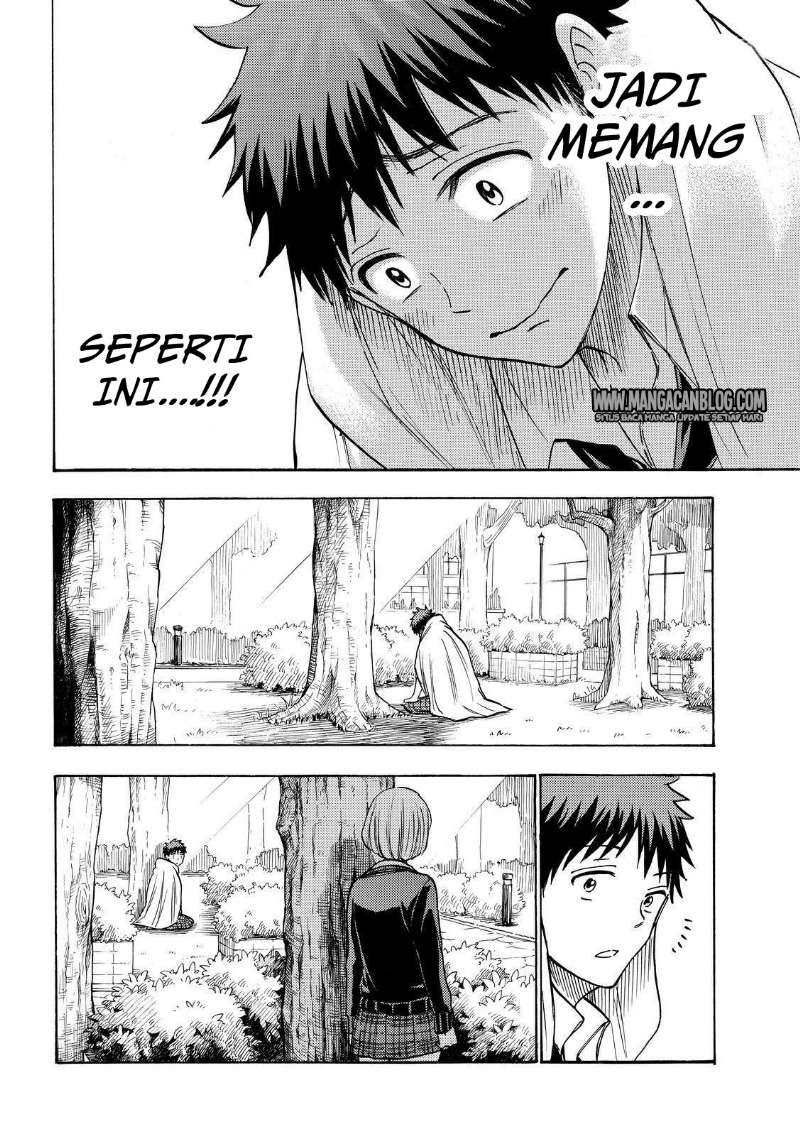 JADI
MEMANG
...
SEPERTI
INI....!!!
WWW.MANGACANBLOG.COM
SITUS BACA MANGA UPDATE SETIAP HARI